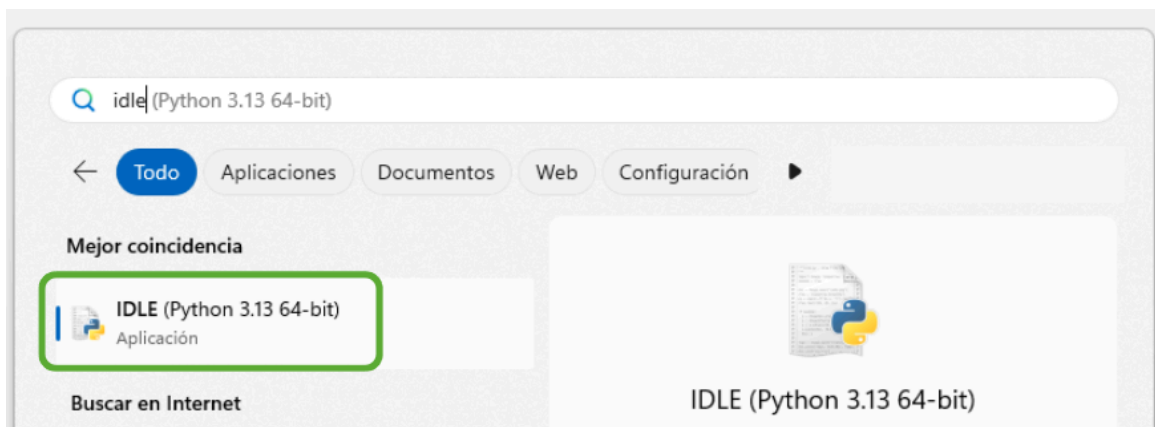 idle (Python 3.13 64-bit)
Todo Aplicaciones Documentos Web Configuración
Mejor coincidencia
IDLE (Python 3.13 64-bit)
Aplicación
Buscar en Internet
IDLE (Python 3.13 64-bit)